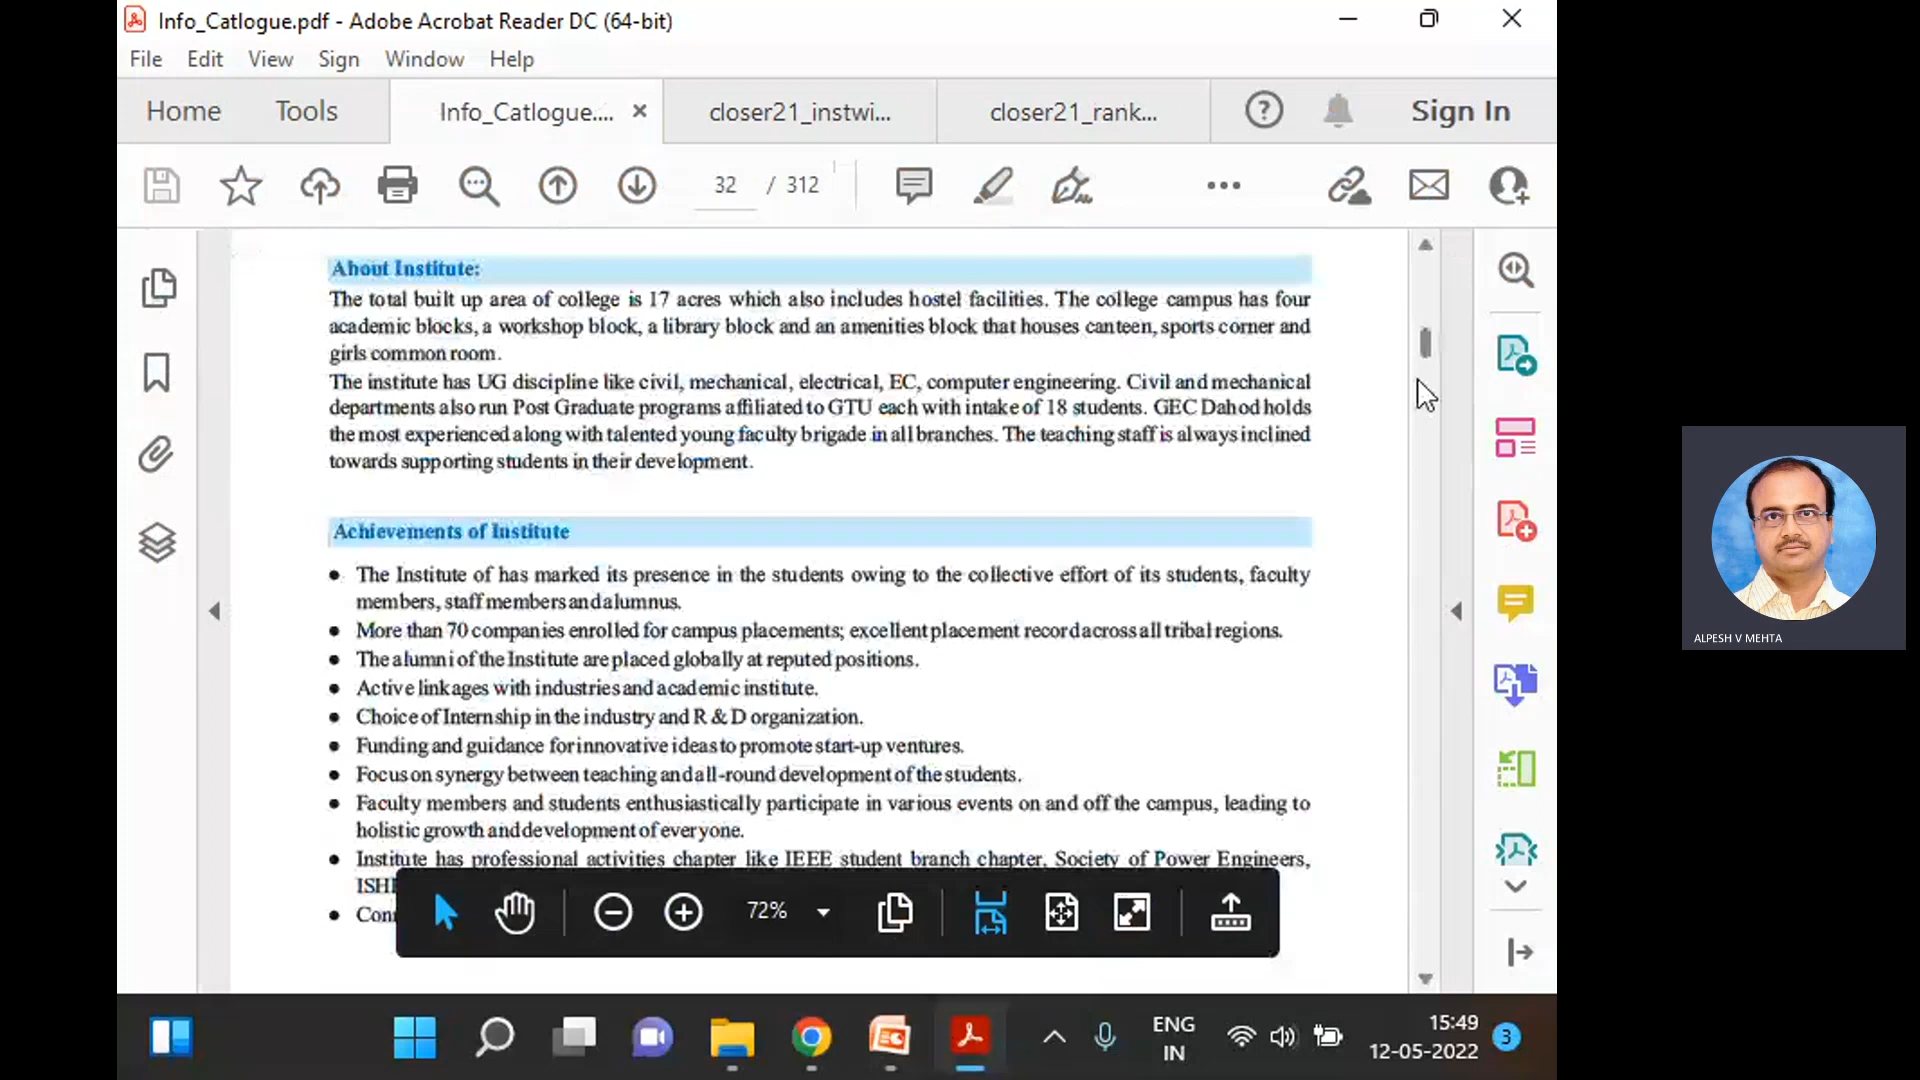 Info_Catlogue.pdf - Adobe Acrobat Reader DC (64-bit)
File Edit View Sign Window Help
Home Tools Info_Catlogue.... closer21_instwi... closer21_rank... Sign In
32 / 312
About Institute:
The total built up area of college is 17 acres which also includes hostel facilities. The college campus has four
academic blocks, a workshop block, a library block and an amenities block that houses canteen, sports corner and
girls common room.
The institute has UG discipline like civil, mechanical, electrical, EC, computer engineering. Civil and mechanical
departments also run Post Graduate programs affiliated to GTU each with intake of 18 students. GEC Dahod holds
the most experienced along with talented young faculty brigade in all branches. The teaching staff is always inclined
towards supporting students in their development.
Achievements of Institute
● The Institute of has marked its presence in the students owing to the collective effort of its students, faculty
members, staff members and alumnus.
● More than 70 companies enrolled for campus placements; excellent placement record across all tribal regions.
● The alumni of the Institute are placed globally at reputed positions.
● Active linkages with industries and academic institute.
● Choice of Internship in the industry and R & D organization.
● Funding and guidance for innovative ideas to promote start-up ventures.
● Focus on synergy between teaching and all-round development of the students.
● Faculty members and students enthusiastically participate in various events on and off the campus, leading to
holistic growth and development of everyone.
● Institute has professional activities chapter like IEEE student branch chapter, Society of Power Engineers,
72%
ALPESH V MEHTA
ENG
IN
15:49
12-05-2022
3